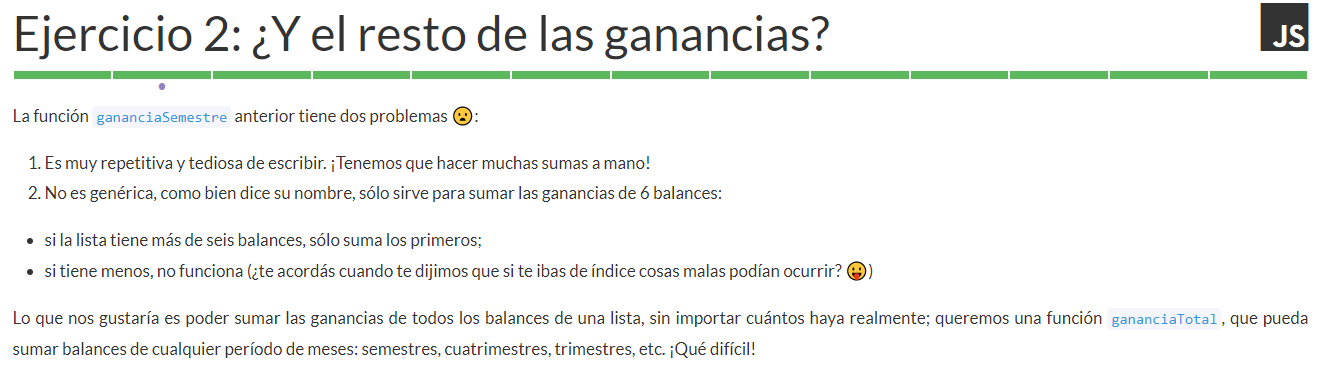 Ejercicio 2: ¿Y el resto de las ganancias?
JS
La función gananciaSemestre anterior tiene dos problemas 😮:
1. Es muy repetitiva y tediosa de escribir. ¡Tenemos que hacer muchas sumas a mano!
2. No es genérica, como bien dice su nombre, sólo sirve para sumar las ganancias de 6 balances:
• si la lista tiene más de seis balances, sólo suma los primeros;
• si tiene menos, no funciona (¿te acordás cuando te dijimos que si te ibas de índice cosas malas podían ocurrir? 😛)
Lo que nos gustaría es poder sumar las ganancias de todos los balances de una lista, sin importar cuántos haya realmente; queremos una función gananciaTotal, que pueda
sumar balances de cualquier período de meses: semestres, cuatrimestres, trimestres, etc. ¡Qué difícil!